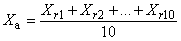 Xa = (Xr1 + Xr2 + ... + Xr10) / 10